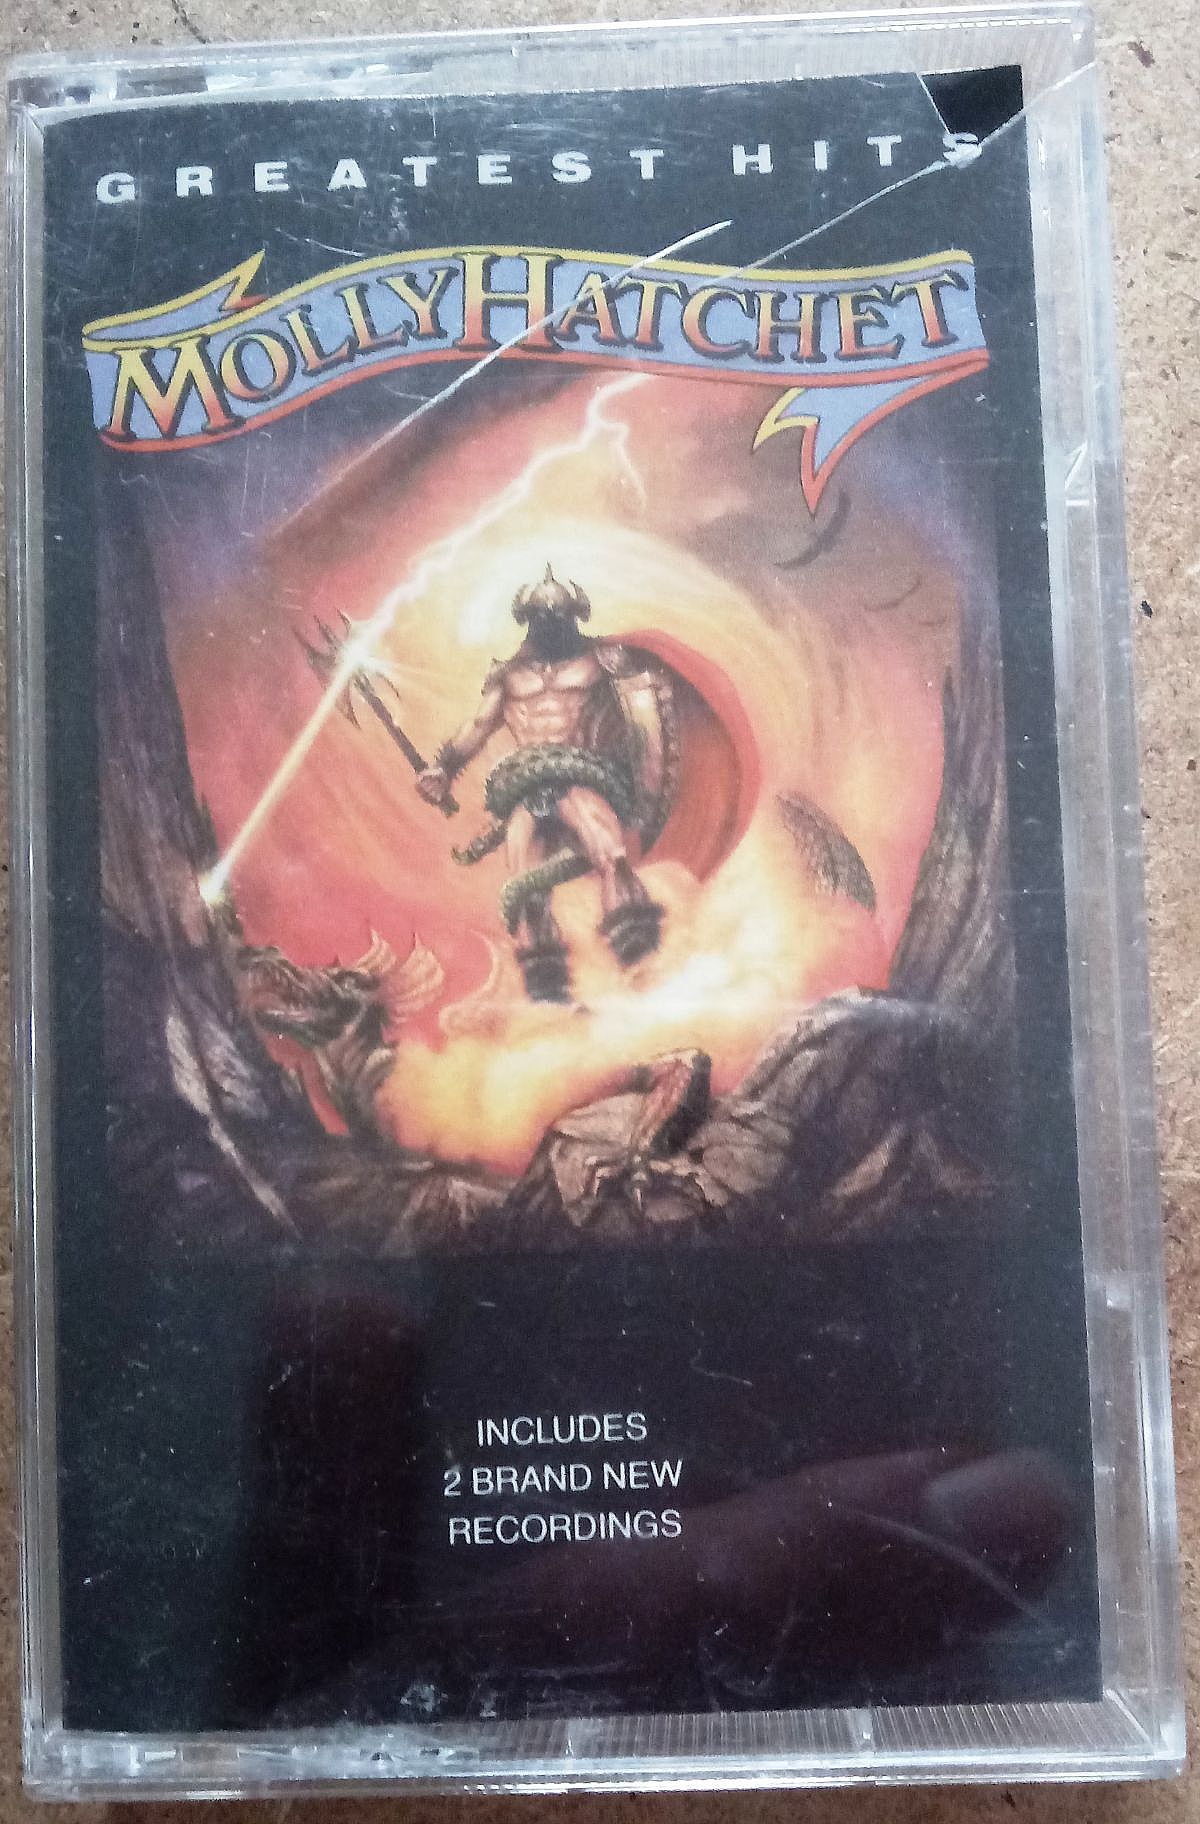 GREATEST HITS
MOLLY HATCHET
INCLUDES
2 BRAND NEW
RECORDINGS